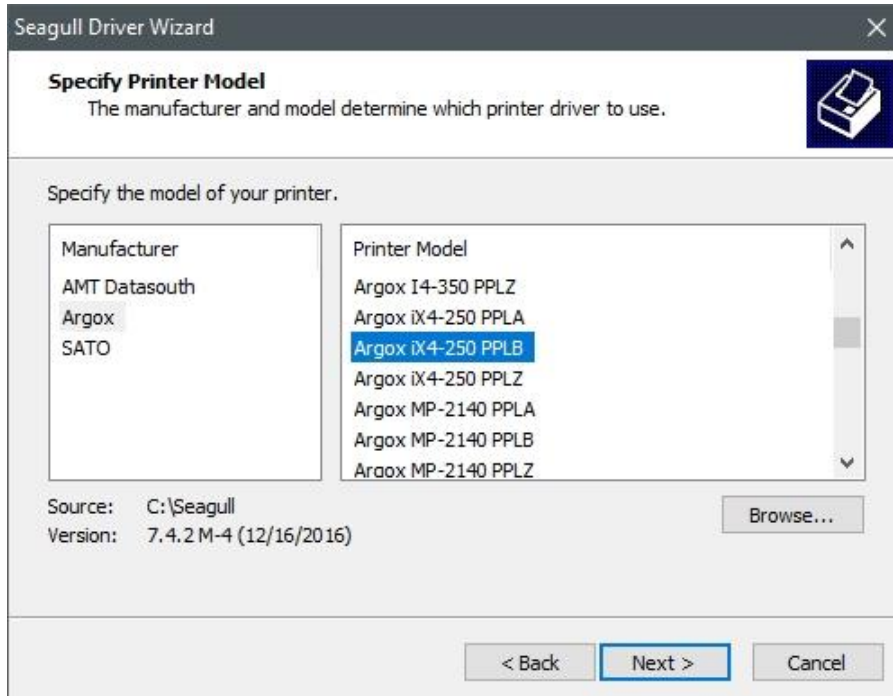 Seagull Driver Wizard
Specify Printer Model
The manufacturer and model determine which printer driver to use.
Specify the model of your printer.
Manufacturer
AMT Datasouth
Argox
SATO
Printer Model
Argox I4-350 PPLZ
Argox iX4-250 PPLA
Argox iX4-250 PPLB
Argox iX4-250 PPLZ
Argox MP-2140 PPLA
Argox MP-2140 PPLB
Argox MP-2140 PPLZ
Source: C:\Seagull
Version: 7.4.2 M-4 (12/16/2016)
Browse...
< Back Next > Cancel